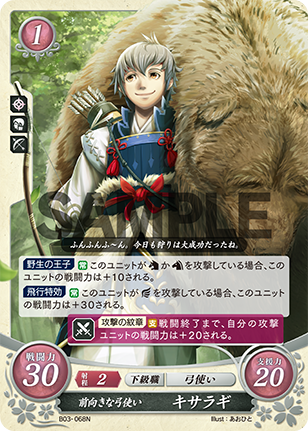 1
SAMPLE
ふんふんふ~ん。今日も狩りは大成功だったね。
野生の王子 常 このユニットが か を攻撃している場合、このユニットの戦闘力は+10される。
飛行特効 常 このユニットが を攻撃している場合、このユニットの戦闘力は+30される。
攻撃の紋章 支 戦闘終了まで、自分の攻撃
ユニットの戦闘力は+20される。
戦闘力
30
射程 2 下級職 弓使い
支援力
20
前向きな弓使い キサラギ
B03-068N
Illust:あおひと